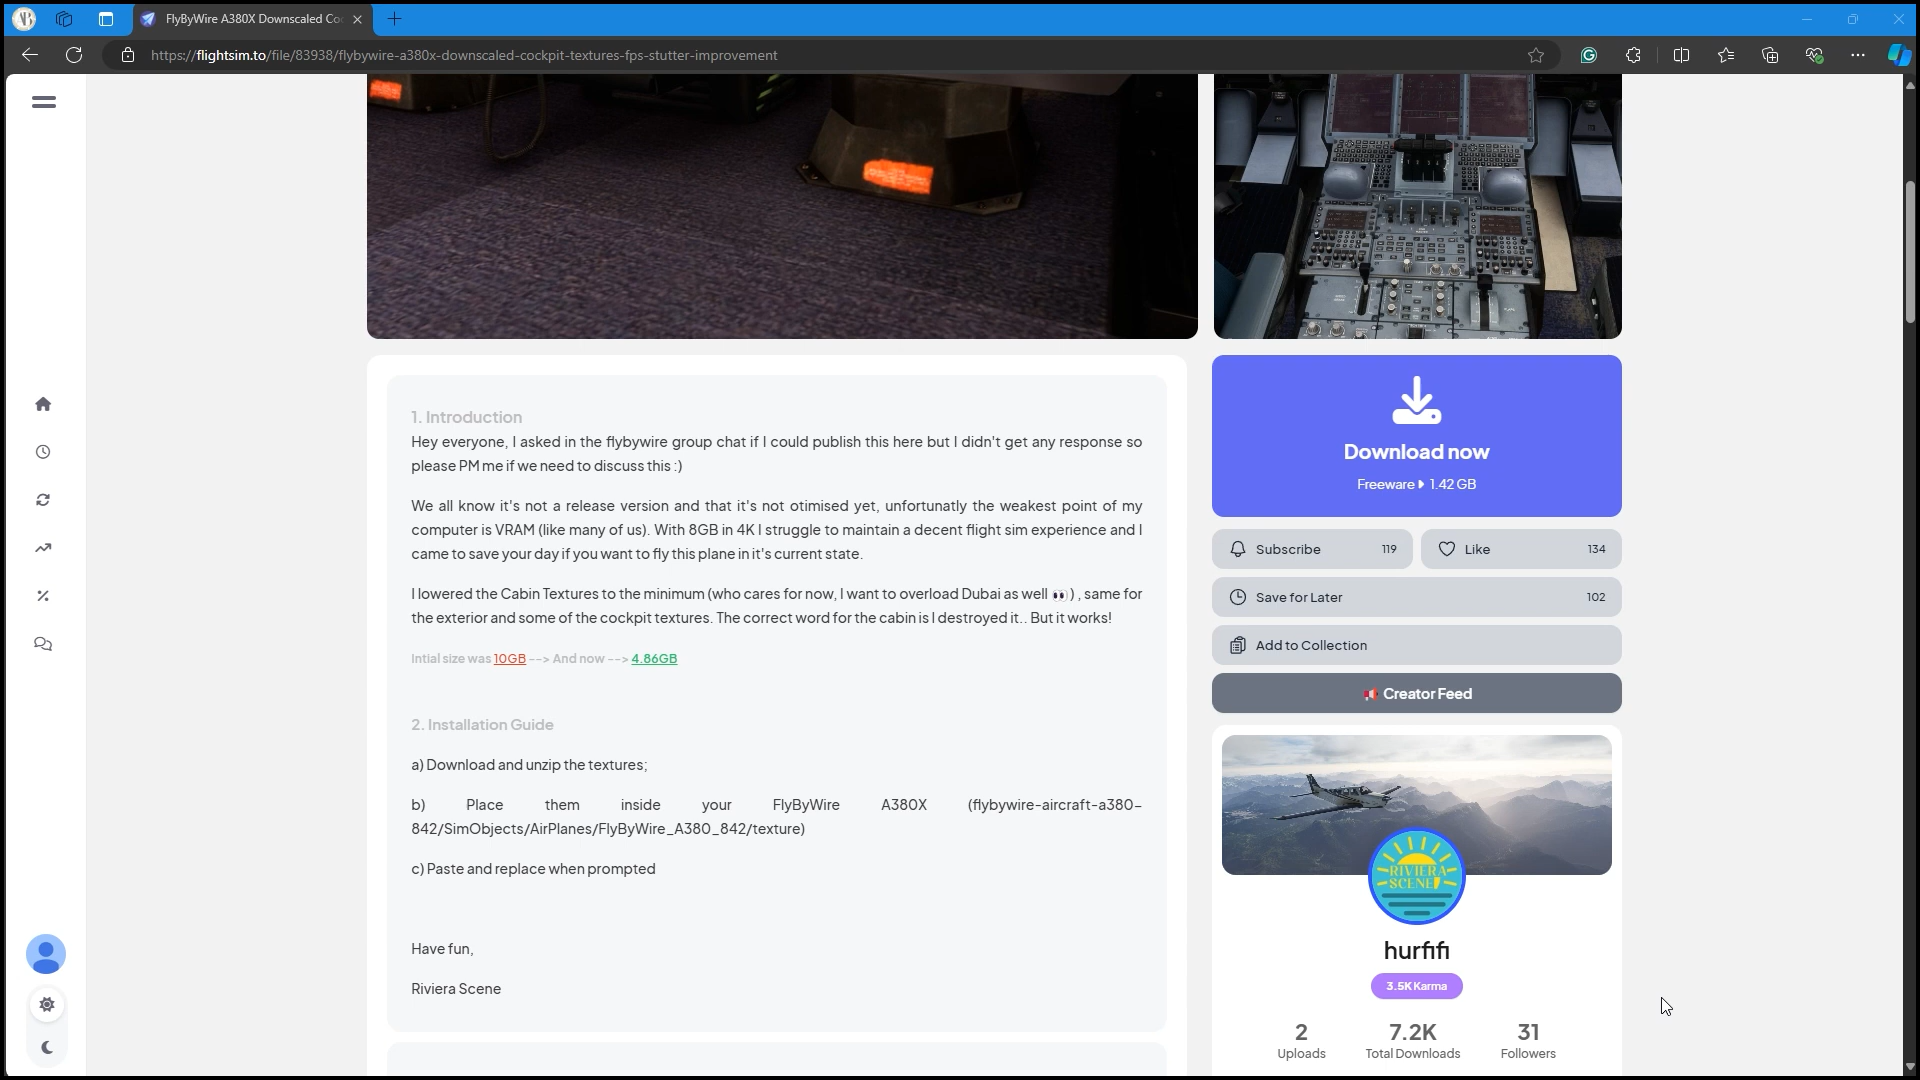 FlyByWire A380X Downscaled Co
https://flightsim.to/file/83938/flybywire-a380x-downscaled-cockpit-textures-fps-stutter-improvement
1. Introduction
Hey everyone, I asked in the flybywire group chat if I could publish this here but I didn't get any response so
please PM me if we need to discuss this :)
We all know it's not a release version and that it's not otimised yet, unfortunatly the weakest point of my
computer is VRAM (like many of us). With 8GB in 4K I struggle to maintain a decent flight sim experience and I
came to save your day if you want to fly this plane in it's current state.
I lowered the Cabin Textures to the minimum (who cares for now, I want to overload Dubai as well 👀) , same for
the exterior and some of the cockpit textures. The correct word for the cabin is I destroyed it.. But it works!
Intial size was 10GB --> And now --> 4.86GB
2. Installation Guide
a) Download and unzip the textures;
b) Place them inside your FlyByWire A380X (flybywire-aircraft-a380-
842/SimObjects/AirPlanes/FlyByWire_A380_842/texture)
c) Paste and replace when prompted
Have fun,
Riviera Scene
Download now
Freeware 1.42 GB
Subscribe 119
Like 134
Save for Later 102
Add to Collection
Creator Feed
RIVIERA
SCENE
hurfifi
3.5K Karma
2 7.2K 31
Uploads Total Downloads Followers